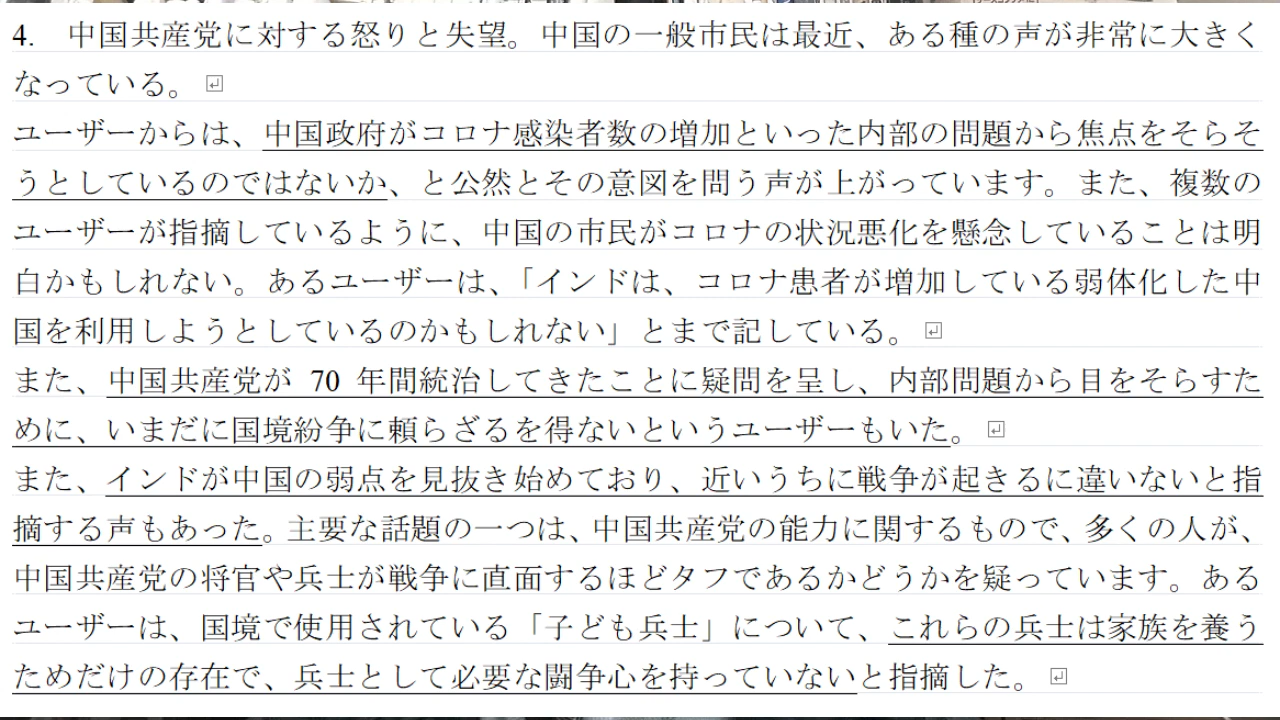 4.　中国共産党に対する怒りと失望。中国の一般市民は最近、ある種の声が非常に大きく
なっている。
ユーザーからは、中国政府がコロナ感染者数の増加といった内部の問題から焦点をそらそ
うとしているのではないか、と公然とその意図を問う声が上がっています。また、複数の
ユーザーが指摘しているように、中国の市民がコロナの状況悪化を懸念していることは明
白かもしれない。あるユーザーは、「インドは、コロナ患者が増加している弱体化した中
国を利用しようとしているのかもしれない」とまで記している。
また、中国共産党が 70 年間統治してきたことに疑問を呈し、内部問題から目をそらすた
めに、いまだに国境紛争に頼らざるを得ないというユーザーもいた。
また、インドが中国の弱点を見抜き始めており、近いうちに戦争が起きるに違いないと指
摘する声もあった。主要な話題の一つは、中国共産党の能力に関するもので、多くの人が、
中国共産党の将官や兵士が戦争に直面するほどタフであるかどうかを疑っています。ある
ユーザーは、国境で使用されている「子ども兵士」について、これらの兵士は家族を養う
ためだけの存在で、兵士として必要な闘争心を持っていないと指摘した。